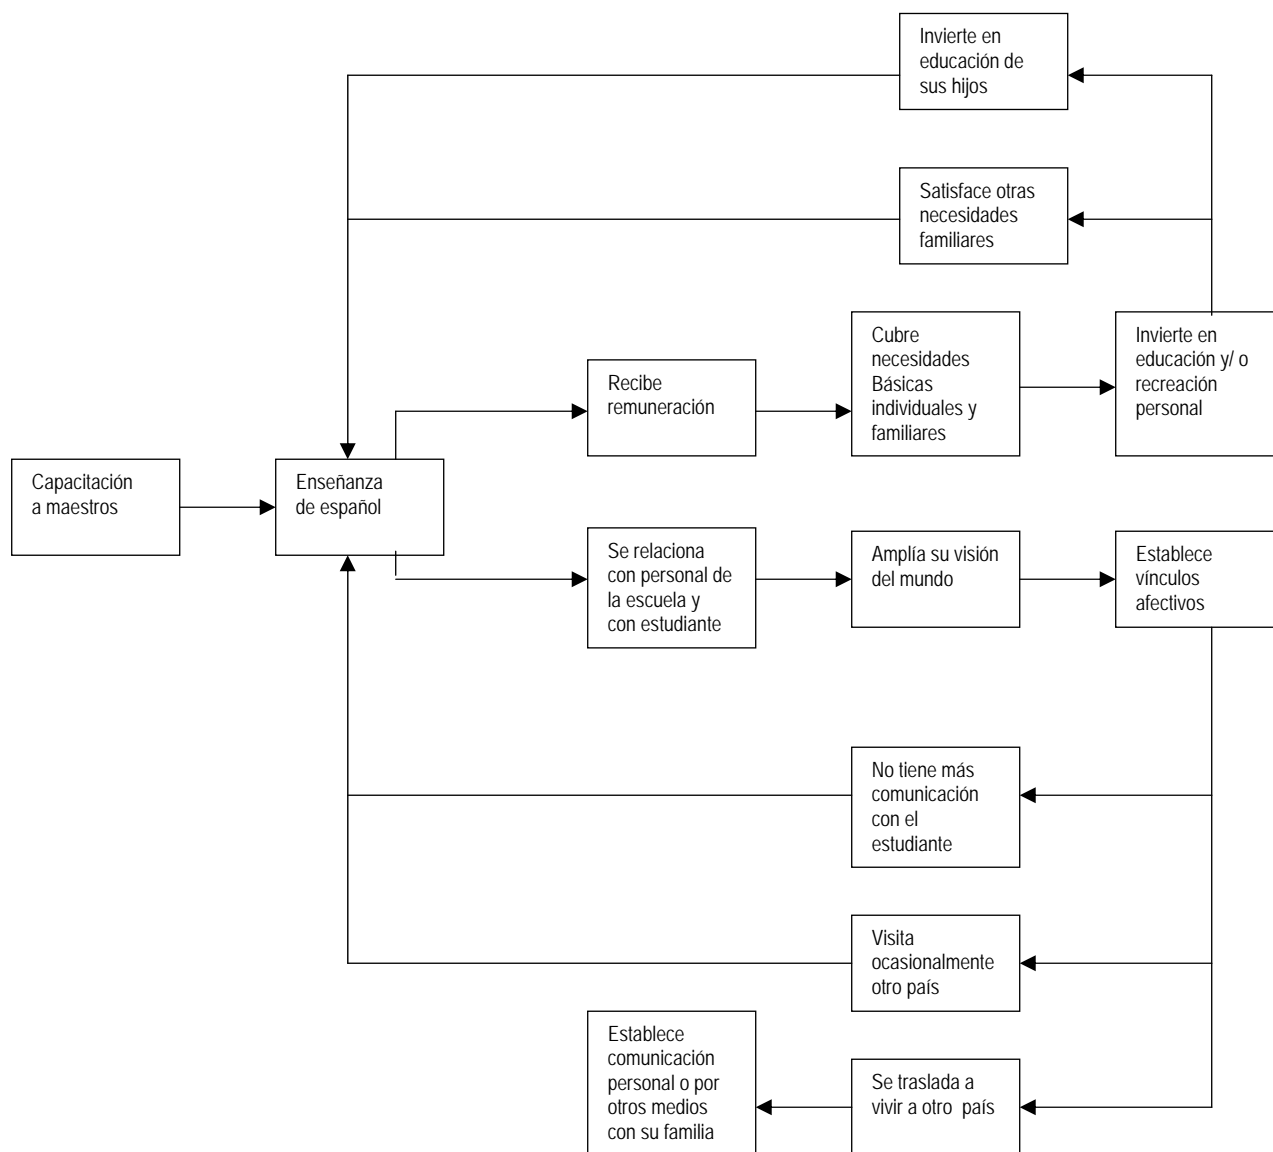 Invierte en
educación de
sus hijos
Satisface otras
necesidades
familiares
Cubre
necesidades
Básicas
individuales y
familiares
Invierte en
educación y/ o
recreación
personal
Recibe
remuneración
Capacitación
a maestros
Enseñanza
de español
Se relaciona
con personal de
la escuela y
con estudiante
Amplía su visión
del mundo
Establece
vínculos
afectivos
No tiene más
comunicación
con el
estudiante
Visita
ocasionalmente
otro país
Establece
comunicación
personal o por
otros medios
con su familia
Se traslada a
vivir a otro  país